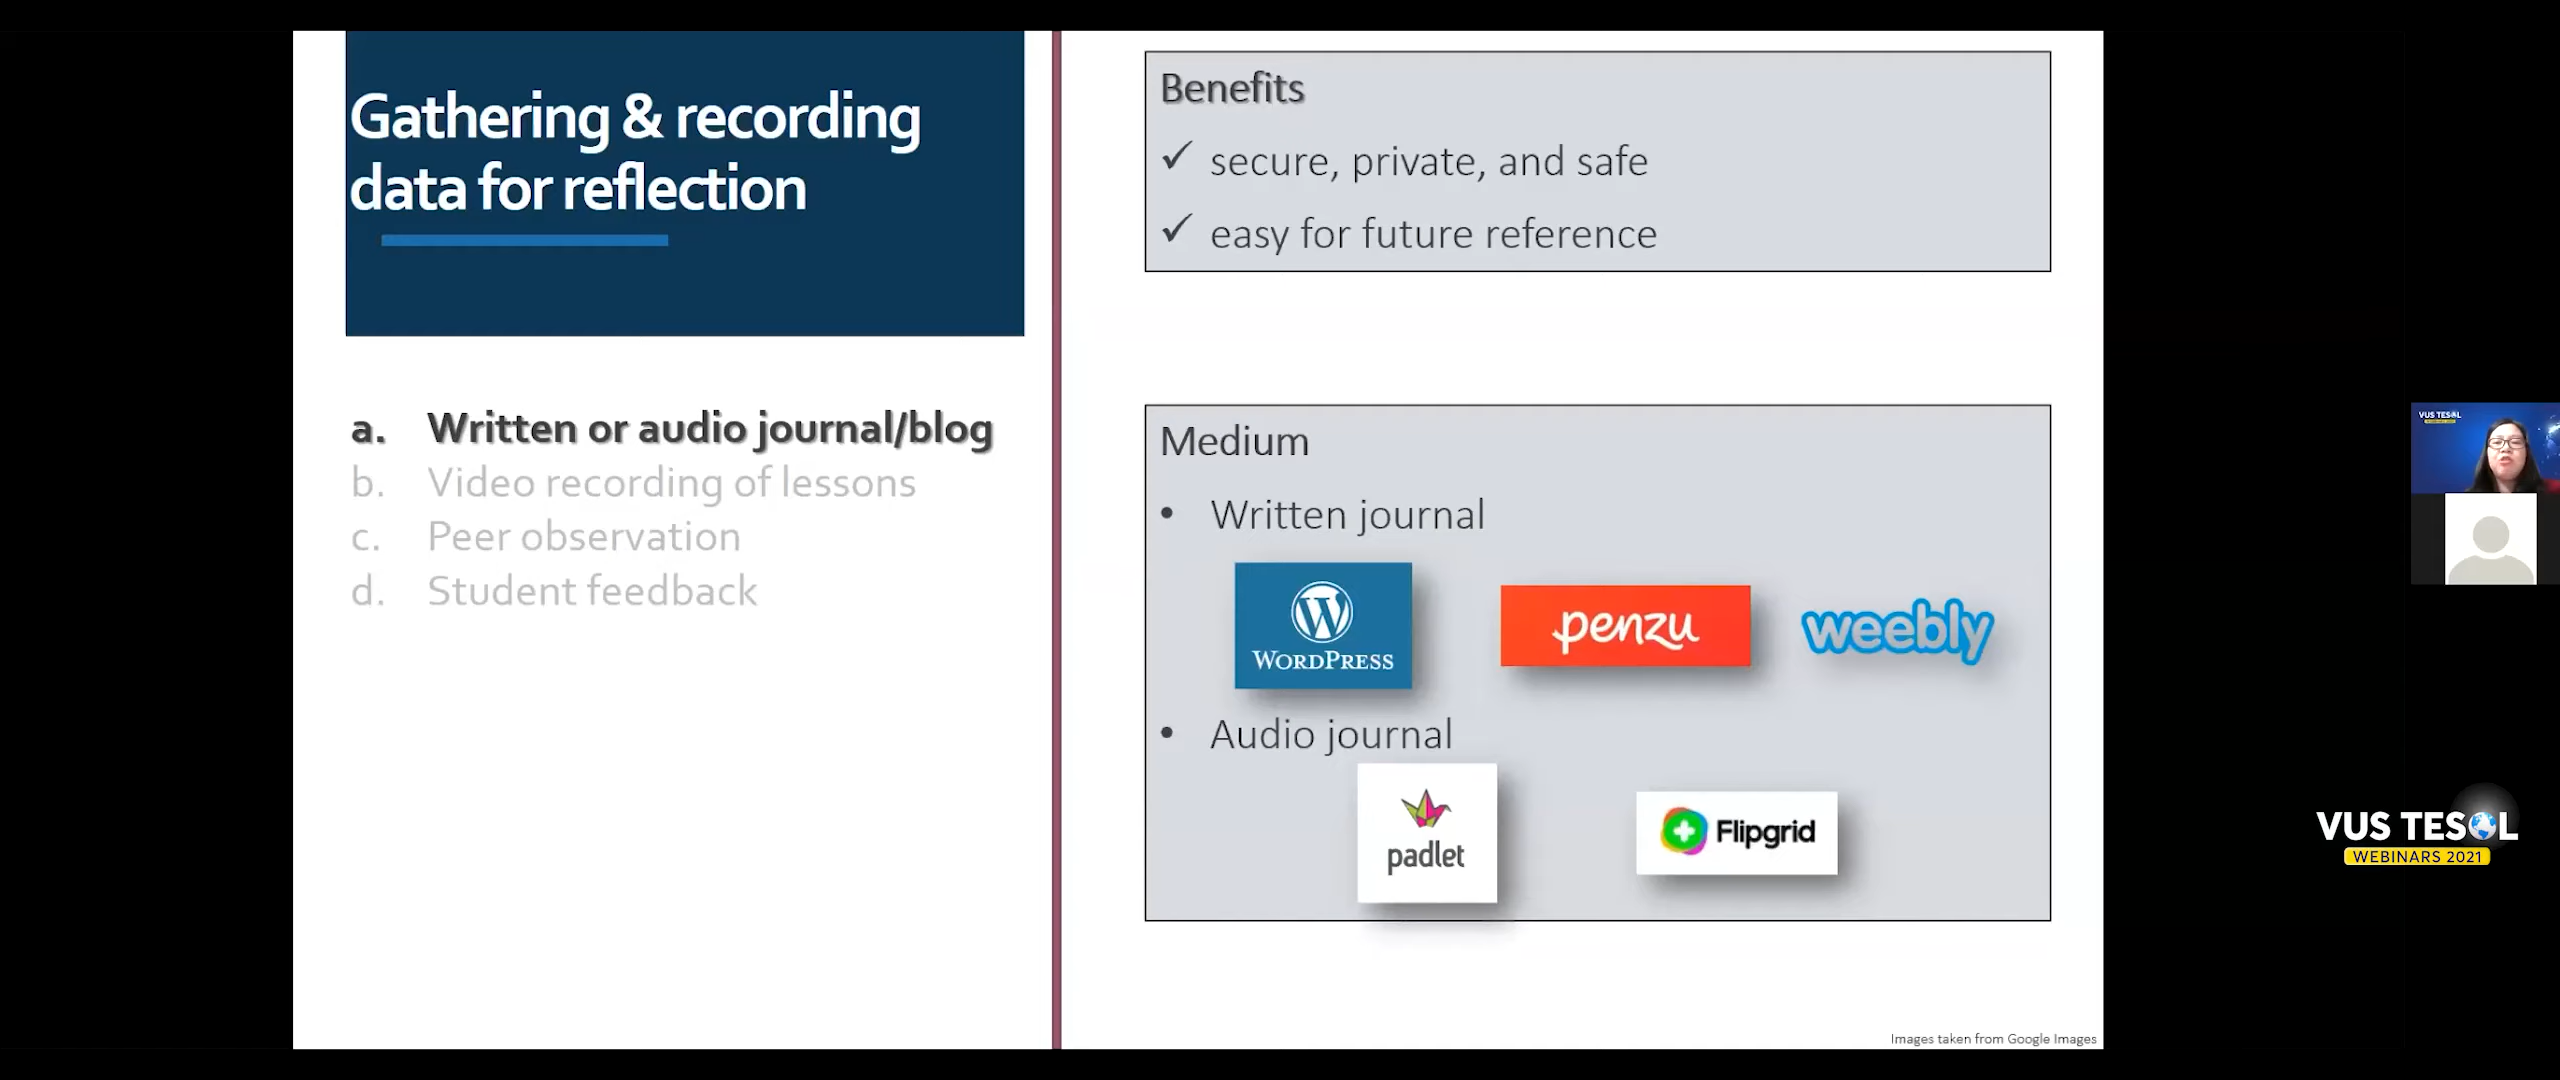 Gathering & recording
data for reflection
a. Written or audio journal/blog
b. Video recording of lessons
c. Peer observation
d. Student feedback
Benefits
✓ secure, private, and safe
✓ easy for future reference
Medium
• Written journal
WORDPRESS
penzu
weebly
• Audio journal
padlet
Flipgrid
Images taken from Google Images
VUS TESOL
VUS TESOL
WEBINARS 2021